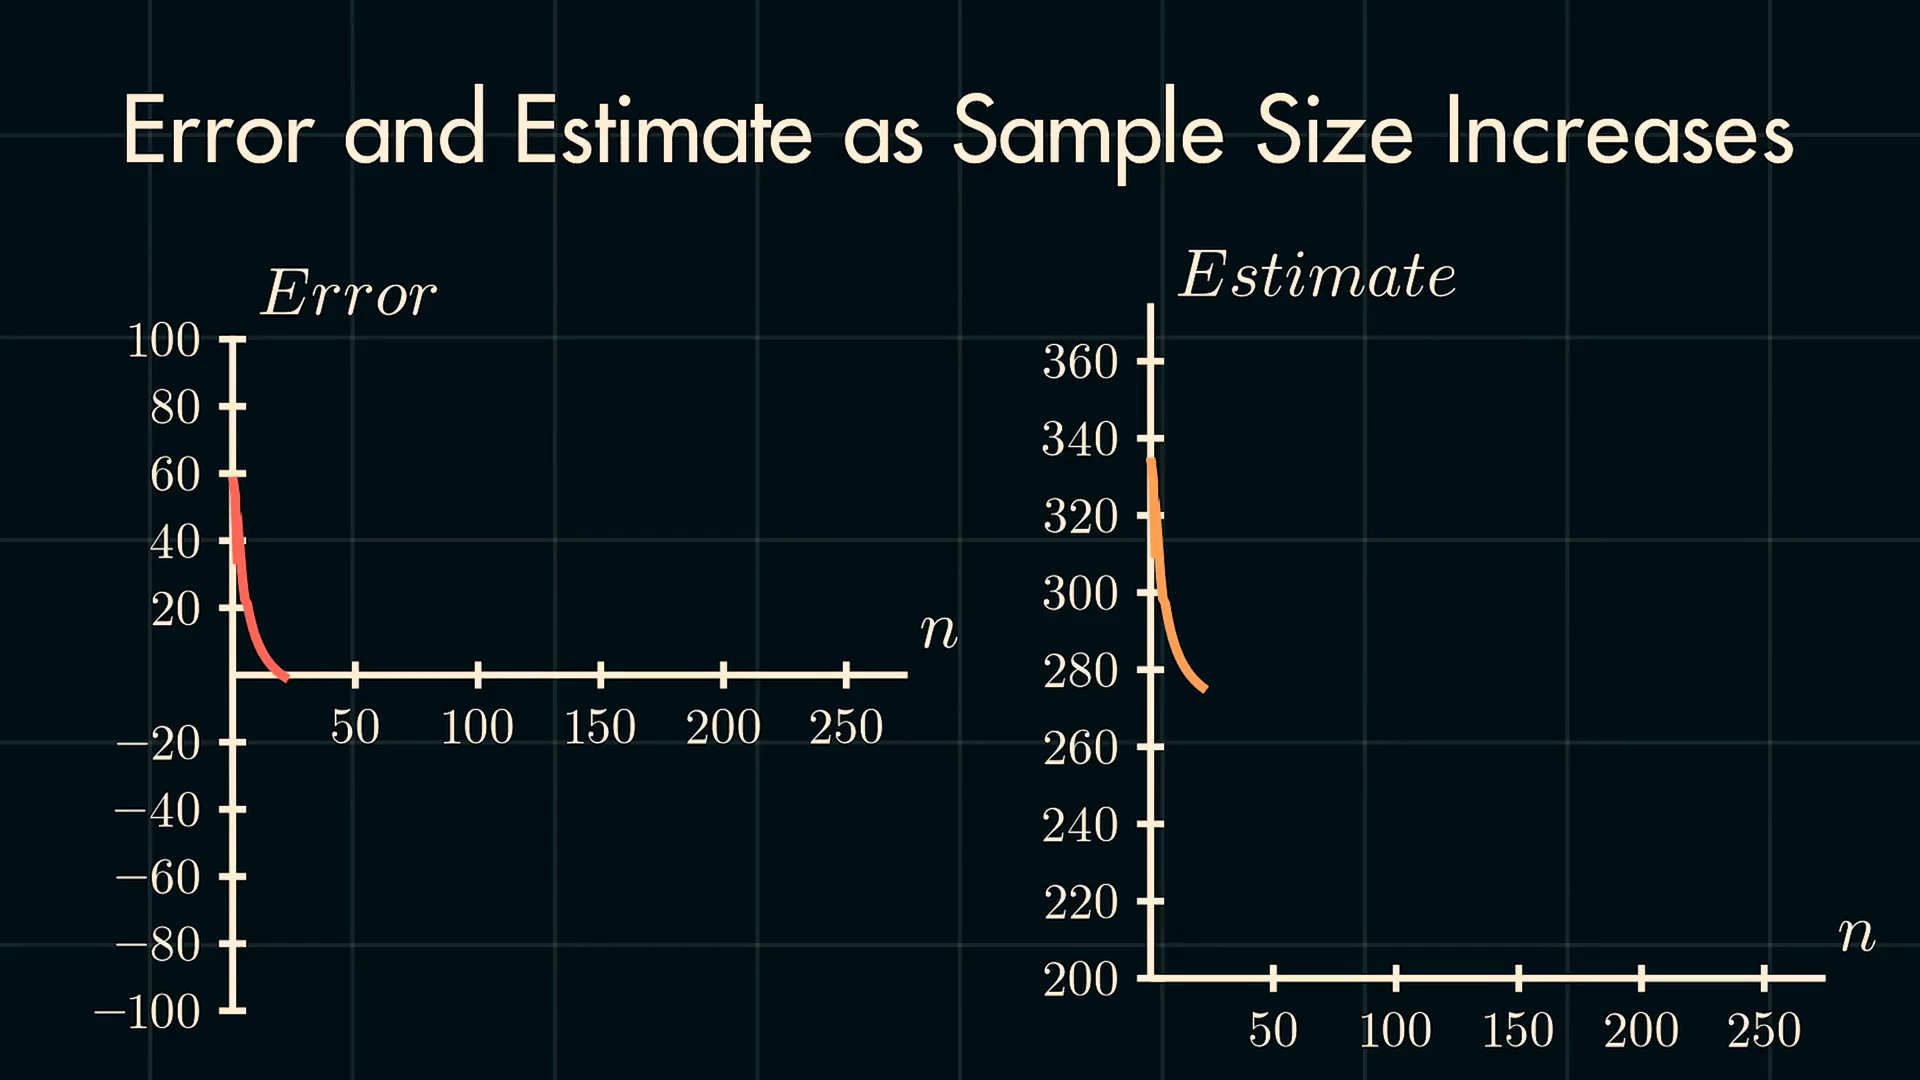 Error and Estimate as Sample Size Increases
Error
100
80
60
40
20
−20
−40
−60
−80
−100
50 100 150 200 250
n
Estimate
360
340
320
300
280
260
240
220
200
50 100 150 200 250
n